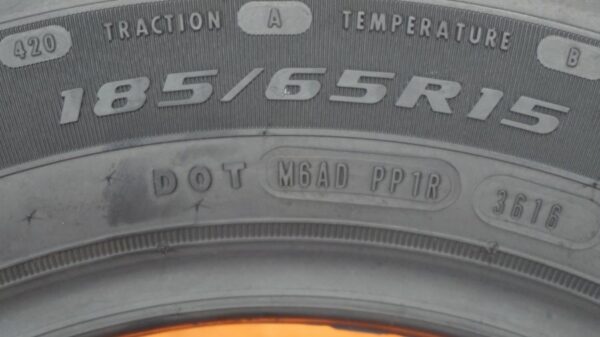 420 TRACTION A TEMPERATURE B
185/65R15
DOT M6AD PP1R 3616